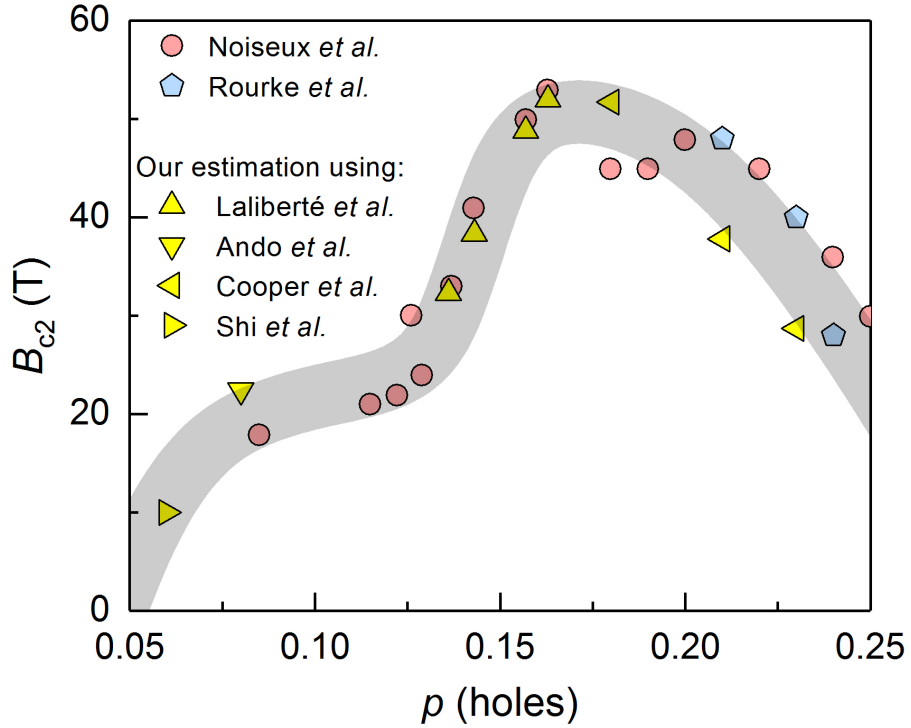 60
Noiseux et al.
Rourke et al.
Our estimation using:
Laliberté et al.
Ando et al.
Cooper et al.
Shi et al.
40
20
0
Bc2 (T)
0.05 0.10 0.15 0.20 0.25
p (holes)